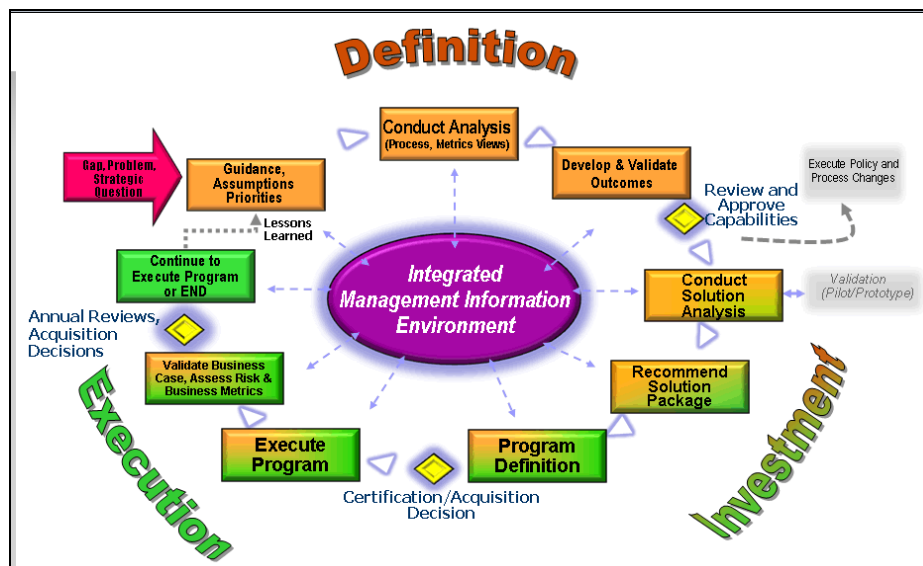 Definition
Conduct Analysis
(Process, Metrics Views)
Gap, Problem,
Strategic
Question
Guidance,
Assumptions
Priorities
Develop & Validate
Outcomes
Execute Policy and
Process Changes
Review and
Approve
Capabilities
Lessons
Learned
Continue to
Execute Program
or END
Integrated
Management Information
Environment
Conduct
Solution
Analysis
Validation
(Pilot/Prototype)
Annual Reviews,
Acquisition
Decisions
Validate Business
Case, Assess Risk &
Business Metrics
Recommend
Solution
Package
Execute
Program
Program
Definition
Certification/Acquisition
Decision
Execution
Investment